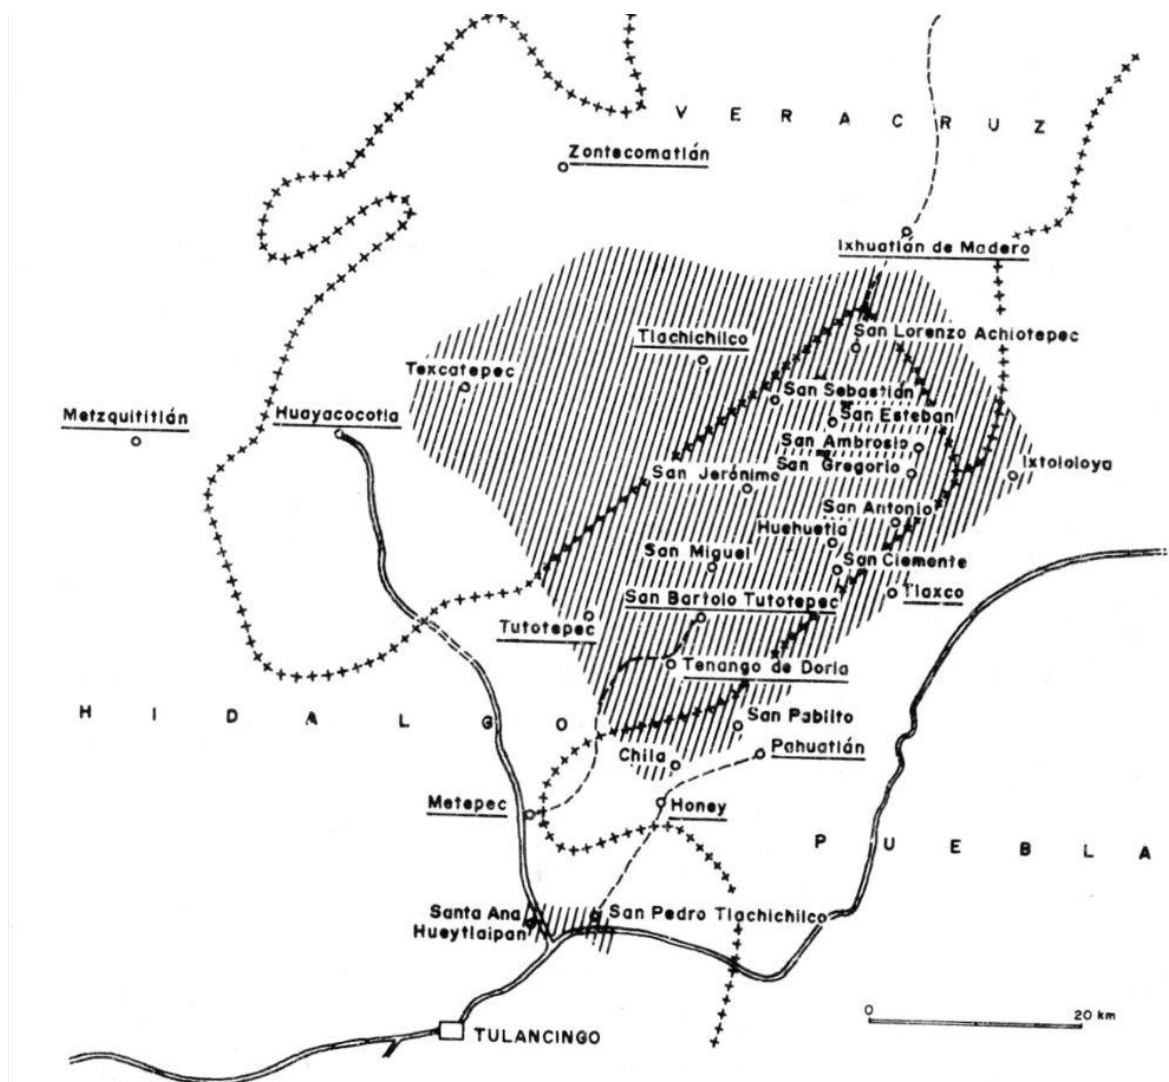 V E R A C R U Z
Zontecomatlán
Ixhuatlán de Madero
San Lorenzo Achiotepec
Tlachichilco
Texcatepec
San Sebastián
Metzquititlán
Huayacocotla
San Esteban
San Ambrosio
San Jerónimo
San Gregorio
Ixtololoya
San Antonio
Huehuetla
San Miguel
San Clemente
San Bartolo Tutotepec
Tlaxco
Tutotepec
Tenango de Doria
H I D A L G O
San Pablito
Chila
Pahuatlán
Metepec
Honey
P U E B L A
Santa Ana
Hueytlalpan
San Pedro Tlachichilco
0 20 km
TULANCINGO